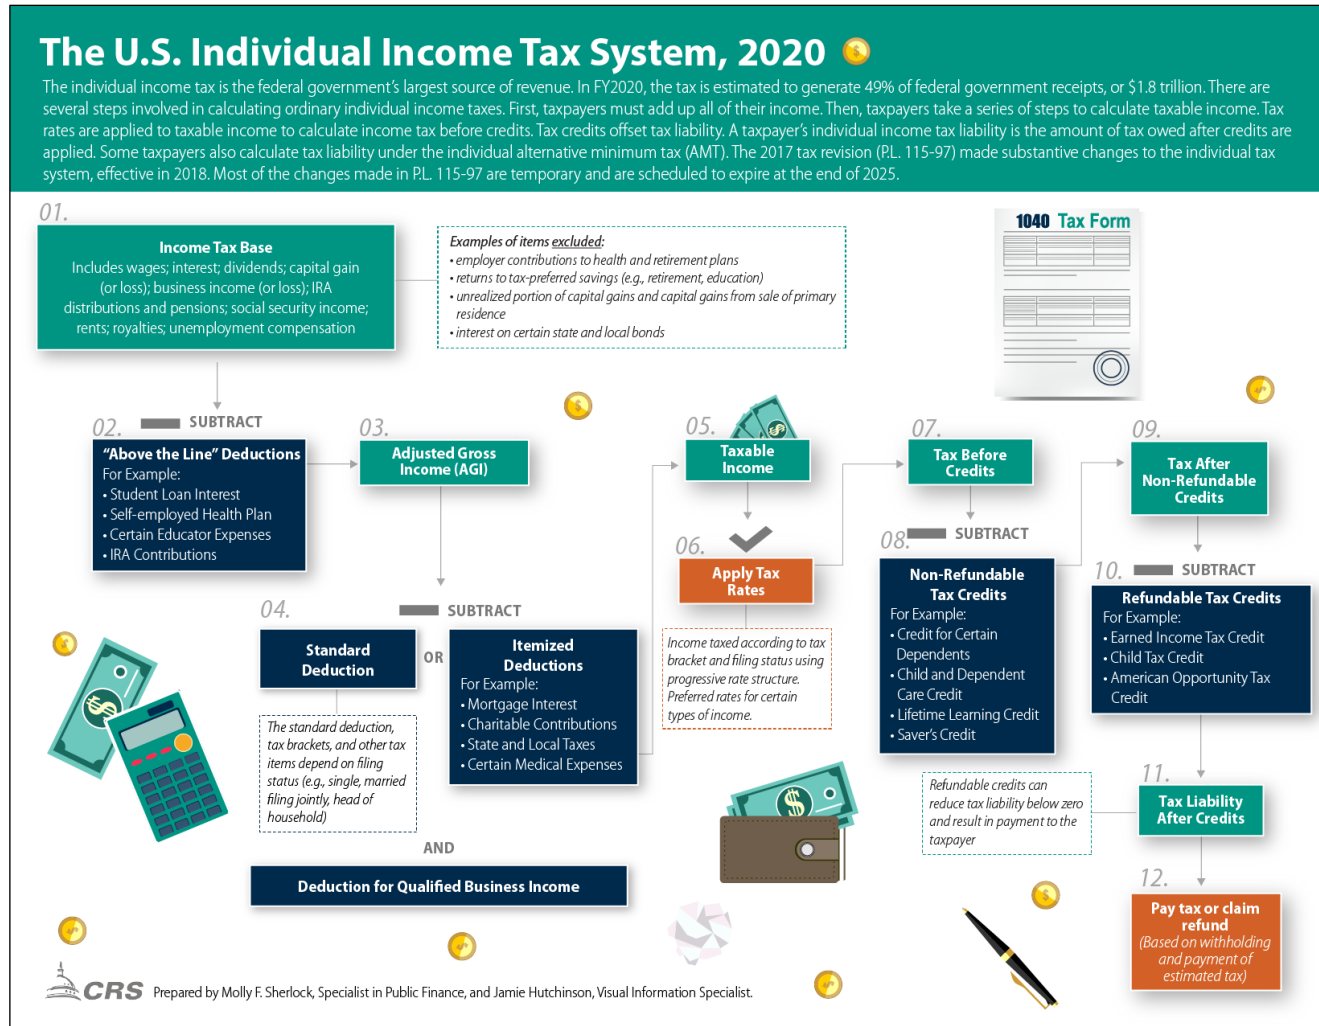 The U.S. Individual Income Tax System, 2020
The individual income tax is the federal government's largest source of revenue. In FY2020, the tax is estimated to generate 49% of federal government receipts, or $1.8 trillion. There are
several steps involved in calculating ordinary individual income taxes. First, taxpayers must add up all of their income. Then, taxpayers take a series of steps to calculate taxable income. Tax
rates are applied to taxable income to calculate income tax before credits. Tax credits offset tax liability. A taxpayer's individual income tax liability is the amount of tax owed after credits are
applied. Some taxpayers also calculate tax liability under the individual alternative minimum tax (AMT). The 2017 tax revision (P.L. 115-97) made substantive changes to the individual tax
system, effective in 2018. Most of the changes made in P.L. 115-97 are temporary and are scheduled to expire at the end of 2025.
01.
Income Tax Base
Includes wages; interest; dividends; capital gain
(or loss); business income (or loss); IRA
distributions and pensions; social security income;
rents; royalties; unemployment compensation
Examples of items excluded:
• employer contributions to health and retirement plans
• returns to tax-preferred savings (e.g., retirement, education)
• unrealized portion of capital gains and capital gains from sale of primary
residence
• interest on certain state and local bonds
1040 Tax Form
SUBTRACT
02.
"Above the Line" Deductions
For Example:
• Student Loan Interest
• Self-employed Health Plan
• Certain Educator Expenses
• IRA Contributions
03.
Adjusted Gross
Income (AGI)
04.
SUBTRACT
Standard
Deduction
OR
Itemized
Deductions
For Example:
• Mortgage Interest
• Charitable Contributions
• State and Local Taxes
• Certain Medical Expenses
The standard deduction,
tax brackets, and other tax
items depend on filing
status (e.g., single, married
filing jointly, head of
household)
AND
Deduction for Qualified Business Income
05.
$
Taxable
Income
06.
Apply Tax
Rates
Income taxed according to tax
bracket and filing status using
progressive rate structure.
Preferred rates for certain
types of income.
07.
Tax Before
Credits
SUBTRACT
08.
Non-Refundable
Tax Credits
For Example:
• Credit for Certain
Dependents
• Child and Dependent
Care Credit
• Lifetime Learning Credit
• Saver's Credit
09.
Tax After
Non-Refundable
Credits
SUBTRACT
10.
Refundable Tax Credits
For Example:
• Earned Income Tax Credit
• Child Tax Credit
• American Opportunity Tax
Credit
11.
Tax Liability
After Credits
Refundable credits can
reduce tax liability below zero
and result in payment to the
taxpayer
12.
Pay tax or claim
refund
(Based on withholding
and payment of
estimated tax)
$
$
CRS
Prepared by Molly F. Sherlock, Specialist in Public Finance, and Jamie Hutchinson, Visual Information Specialist.